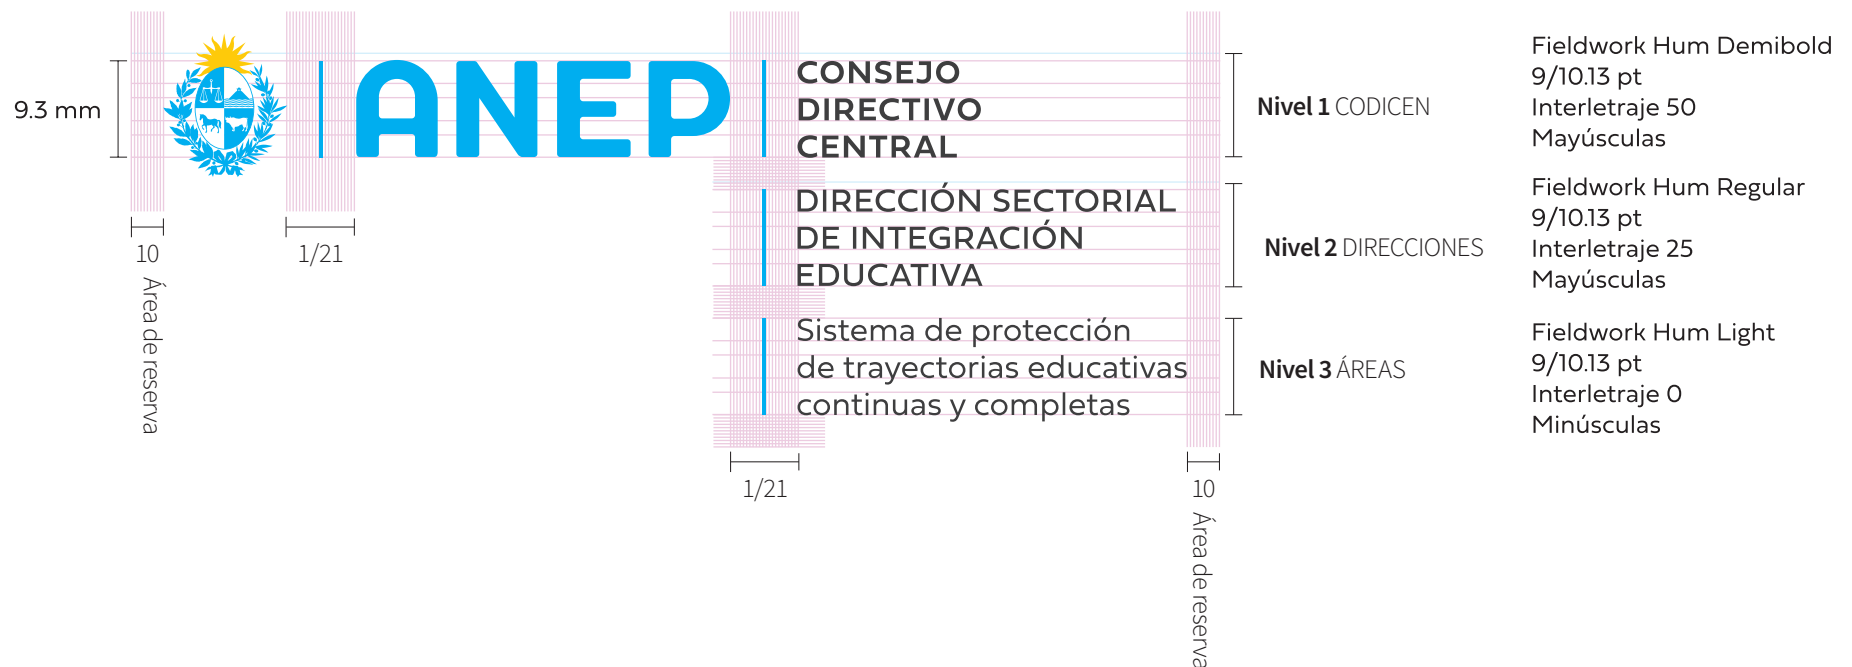 9.3 mm
ANEP
CONSEJO
DIRECTIVO
CENTRAL
Nivel 1 CODICEN
Fieldwork Hum Demibold
9/10.13 pt
Interletraje 50
Mayúsculas
DIRECCIÓN SECTORIAL
DE INTEGRACIÓN
EDUCATIVA
Nivel 2 DIRECCIONES
Fieldwork Hum Regular
9/10.13 pt
Interletraje 25
Mayúsculas
10
Área de reserva
1/21
Sistema de protección
de trayectorias educativas
continuas y completas
Nivel 3 ÁREAS
Fieldwork Hum Light
9/10.13 pt
Interletraje 0
Minúsculas
1/21
10
Área de reserva